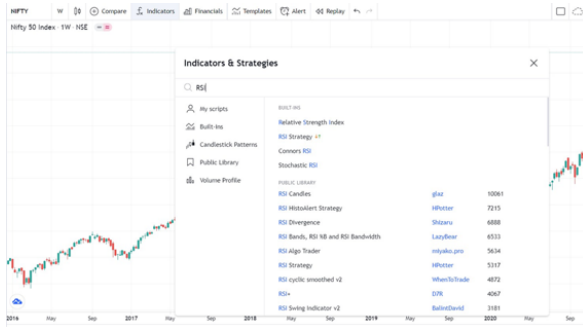 NIFTY W Compare Indicators Financials Templates Alert Replay
Nifty 50 Index · 1W · NSE
Indicators & Strategies
RSI
My scripts
Built-Ins
Candlestick Patterns
Public Library
Volume Profile
BUILT-INS
Relative Strength Index
RSI Strategy
Connors RSI
Stochastic RSI
PUBLIC LIBRARY
RSI Candles glaz 10061
RSI HistoAlert Strategy HPotter 7215
RSI Divergence Shizaru 6888
RSI Bands, RSI %B and RSI Bandwidth LazyBear 6533
RSI Algo Trader miyako.pro 5634
RSI Strategy HPotter 5317
RSI cyclic smoothed v2 WhenToTrade 4872
RSI+ D7R 4067
RSI Swing Indicator v2 BalintDavid 3181
2016 May Sep 2017 May Sep 2018 May Sep 2019 May Sep 2020 May Sep